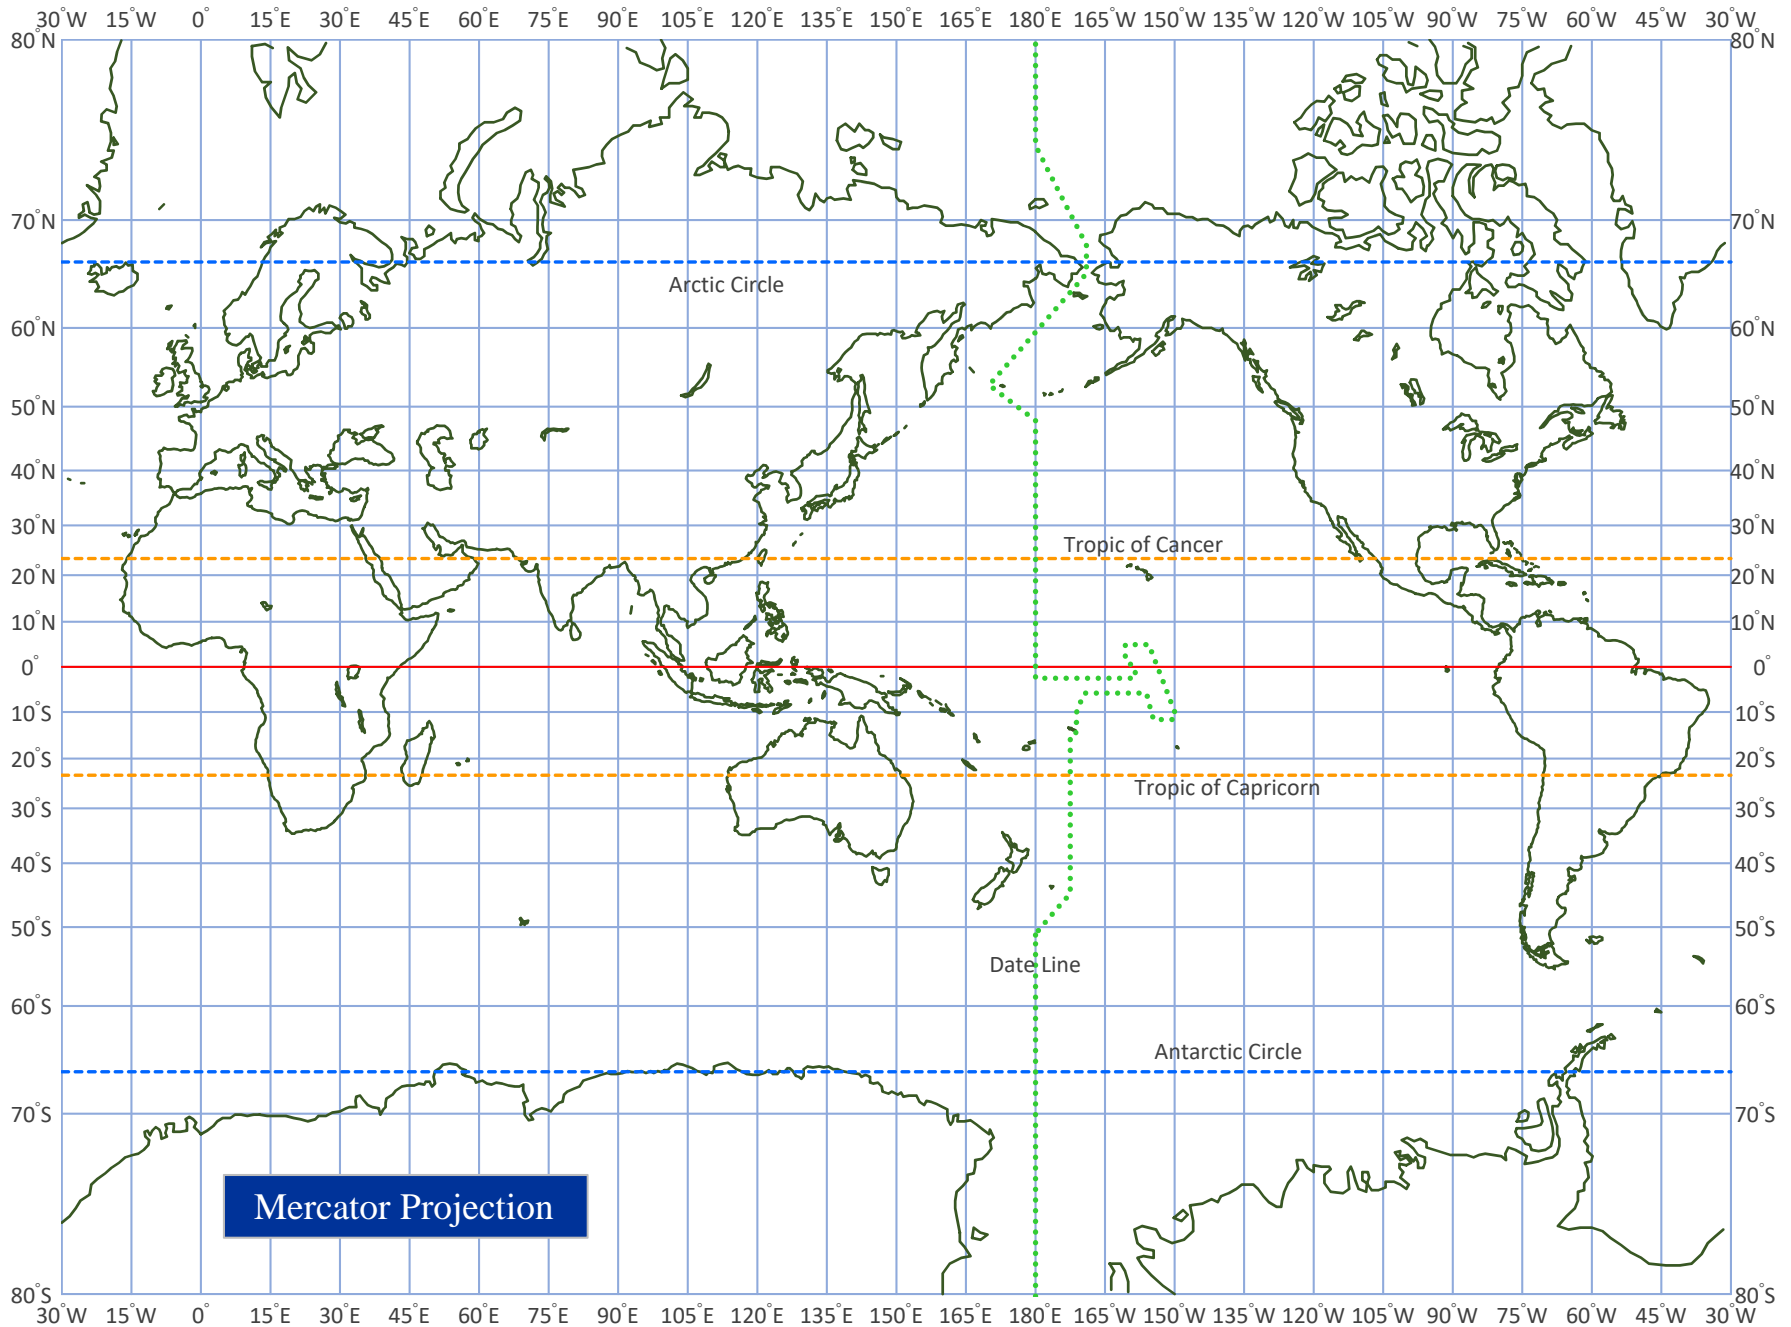 30°W 15°W 0° 15°E 30°E 45°E 60°E 75°E 90°E 105°E 120°E 135°E 150°E 165°E 180°E 165°W 150°W 135°W 120°W 105°W 90°W 75°W 60°W 45°W 30°W
80°N 80°N
70°N 70°N
Arctic Circle
60°N 60°N
50°N 50°N
40°N 40°N
30°N 30°N
Tropic of Cancer
20°N 20°N
10°N 10°N
0° 0°
10°S 10°S
20°S 20°S
Tropic of Capricorn
30°S 30°S
40°S 40°S
50°S 50°S
Date Line
60°S 60°S
Antarctic Circle
70°S 70°S
Mercator Projection
80°S 80°S
30°W 15°W 0° 15°E 30°E 45°E 60°E 75°E 90°E 105°E 120°E 135°E 150°E 165°E 180°E 165°W 150°W 135°W 120°W 105°W 90°W 75°W 60°W 45°W 30°W